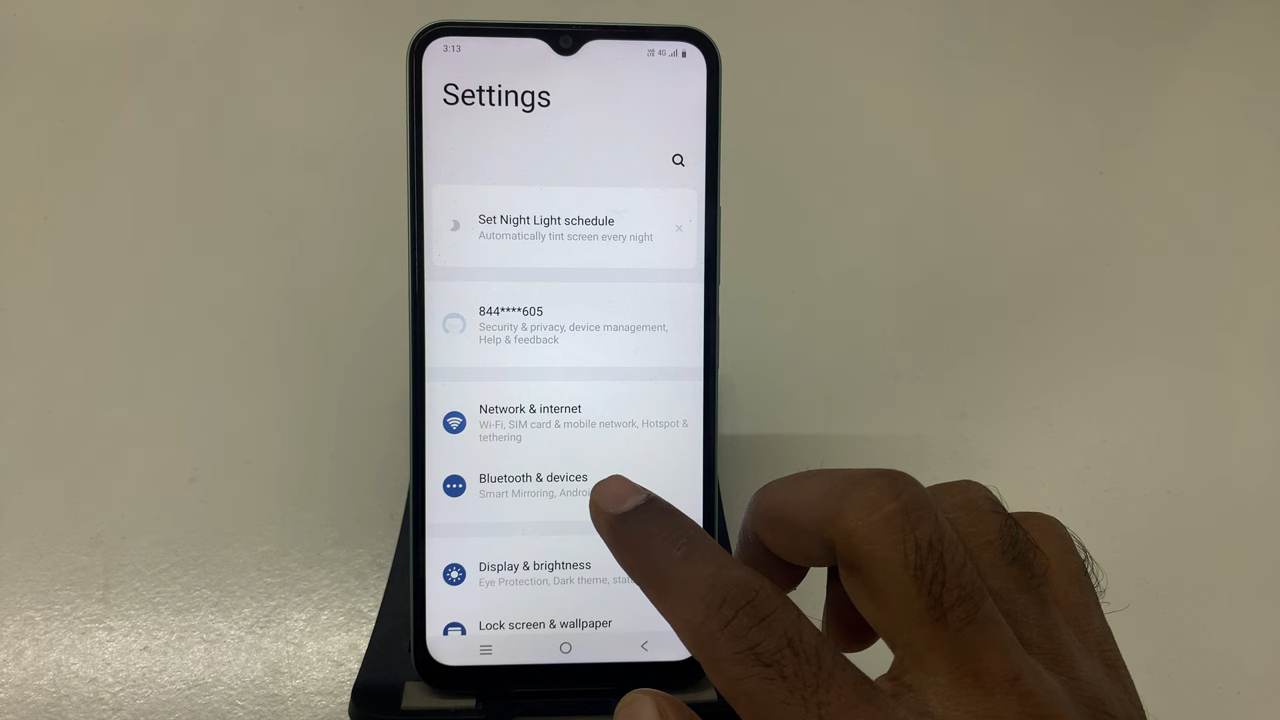 3:13
4G
Settings
Set Night Light schedule
Automatically tint screen every night
844****605
Security & privacy, device management,
Help & feedback
Network & internet
Wi-Fi, SIM card & mobile network, Hotspot &
tethering
Bluetooth & devices
Smart Mirroring,
Display & brightness
Eye Protection, Dark theme,
Lock screen & wallpaper